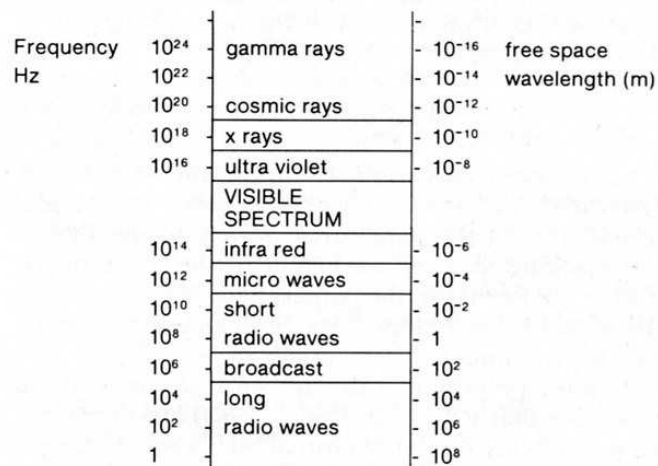 Frequency 10²⁴ gamma rays 10⁻¹⁶ free space
Hz 10²² 10⁻¹⁴ wavelength (m)
10²⁰ cosmic rays 10⁻¹²
10¹⁸ x rays 10⁻¹⁰
10¹⁶ ultra violet 10⁻⁸
VISIBLE
SPECTRUM
10¹⁴ infra red 10⁻⁶
10¹² micro waves 10⁻⁴
10¹⁰ short 10⁻²
10⁸ radio waves 1
10⁶ broadcast 10²
10⁴ long 10⁴
10² radio waves 10⁶
1 10⁸